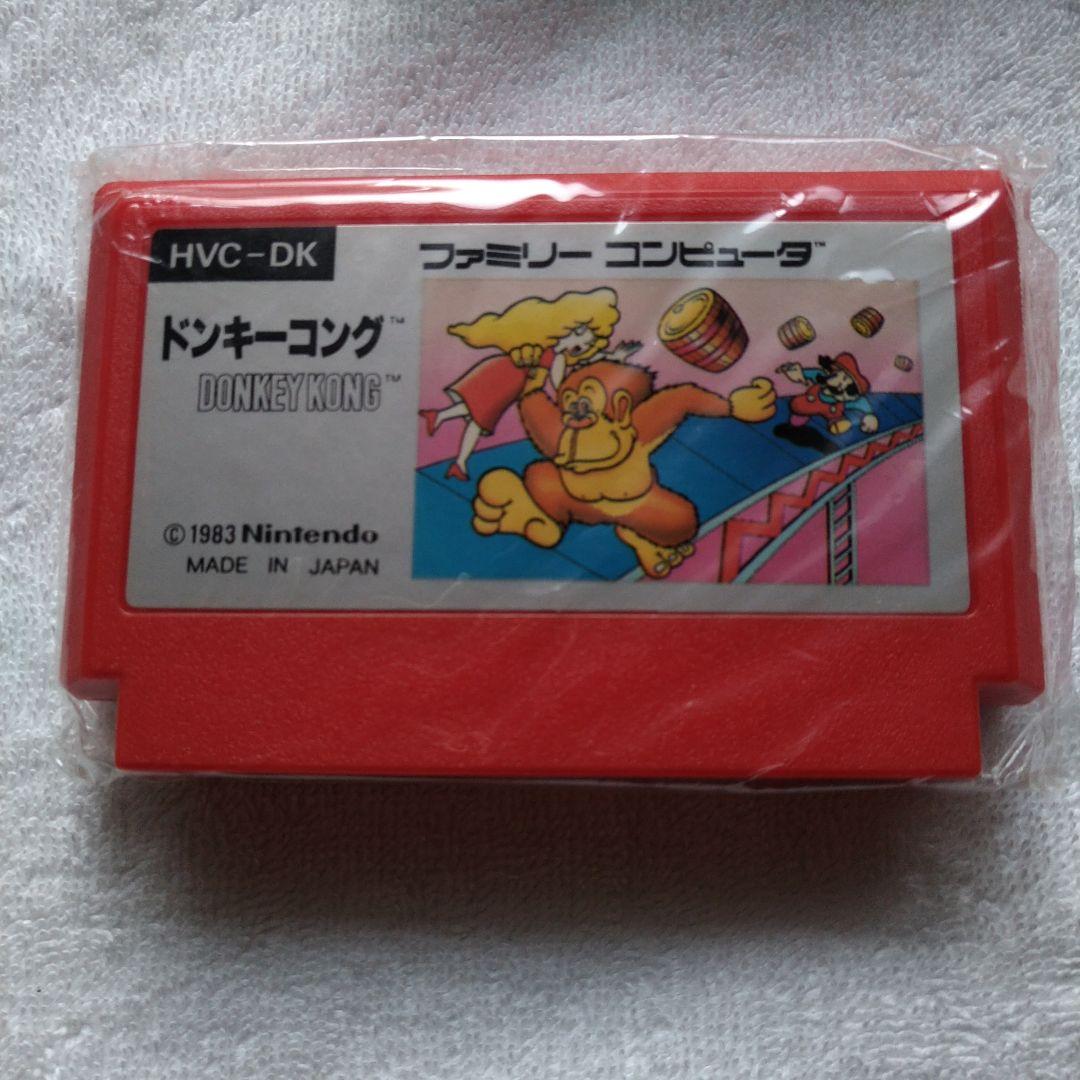 HVC-DK
ファミリー コンピュータ™
ドンキーコング™
DONKEY KONG™
©1983 Nintendo
MADE IN JAPAN